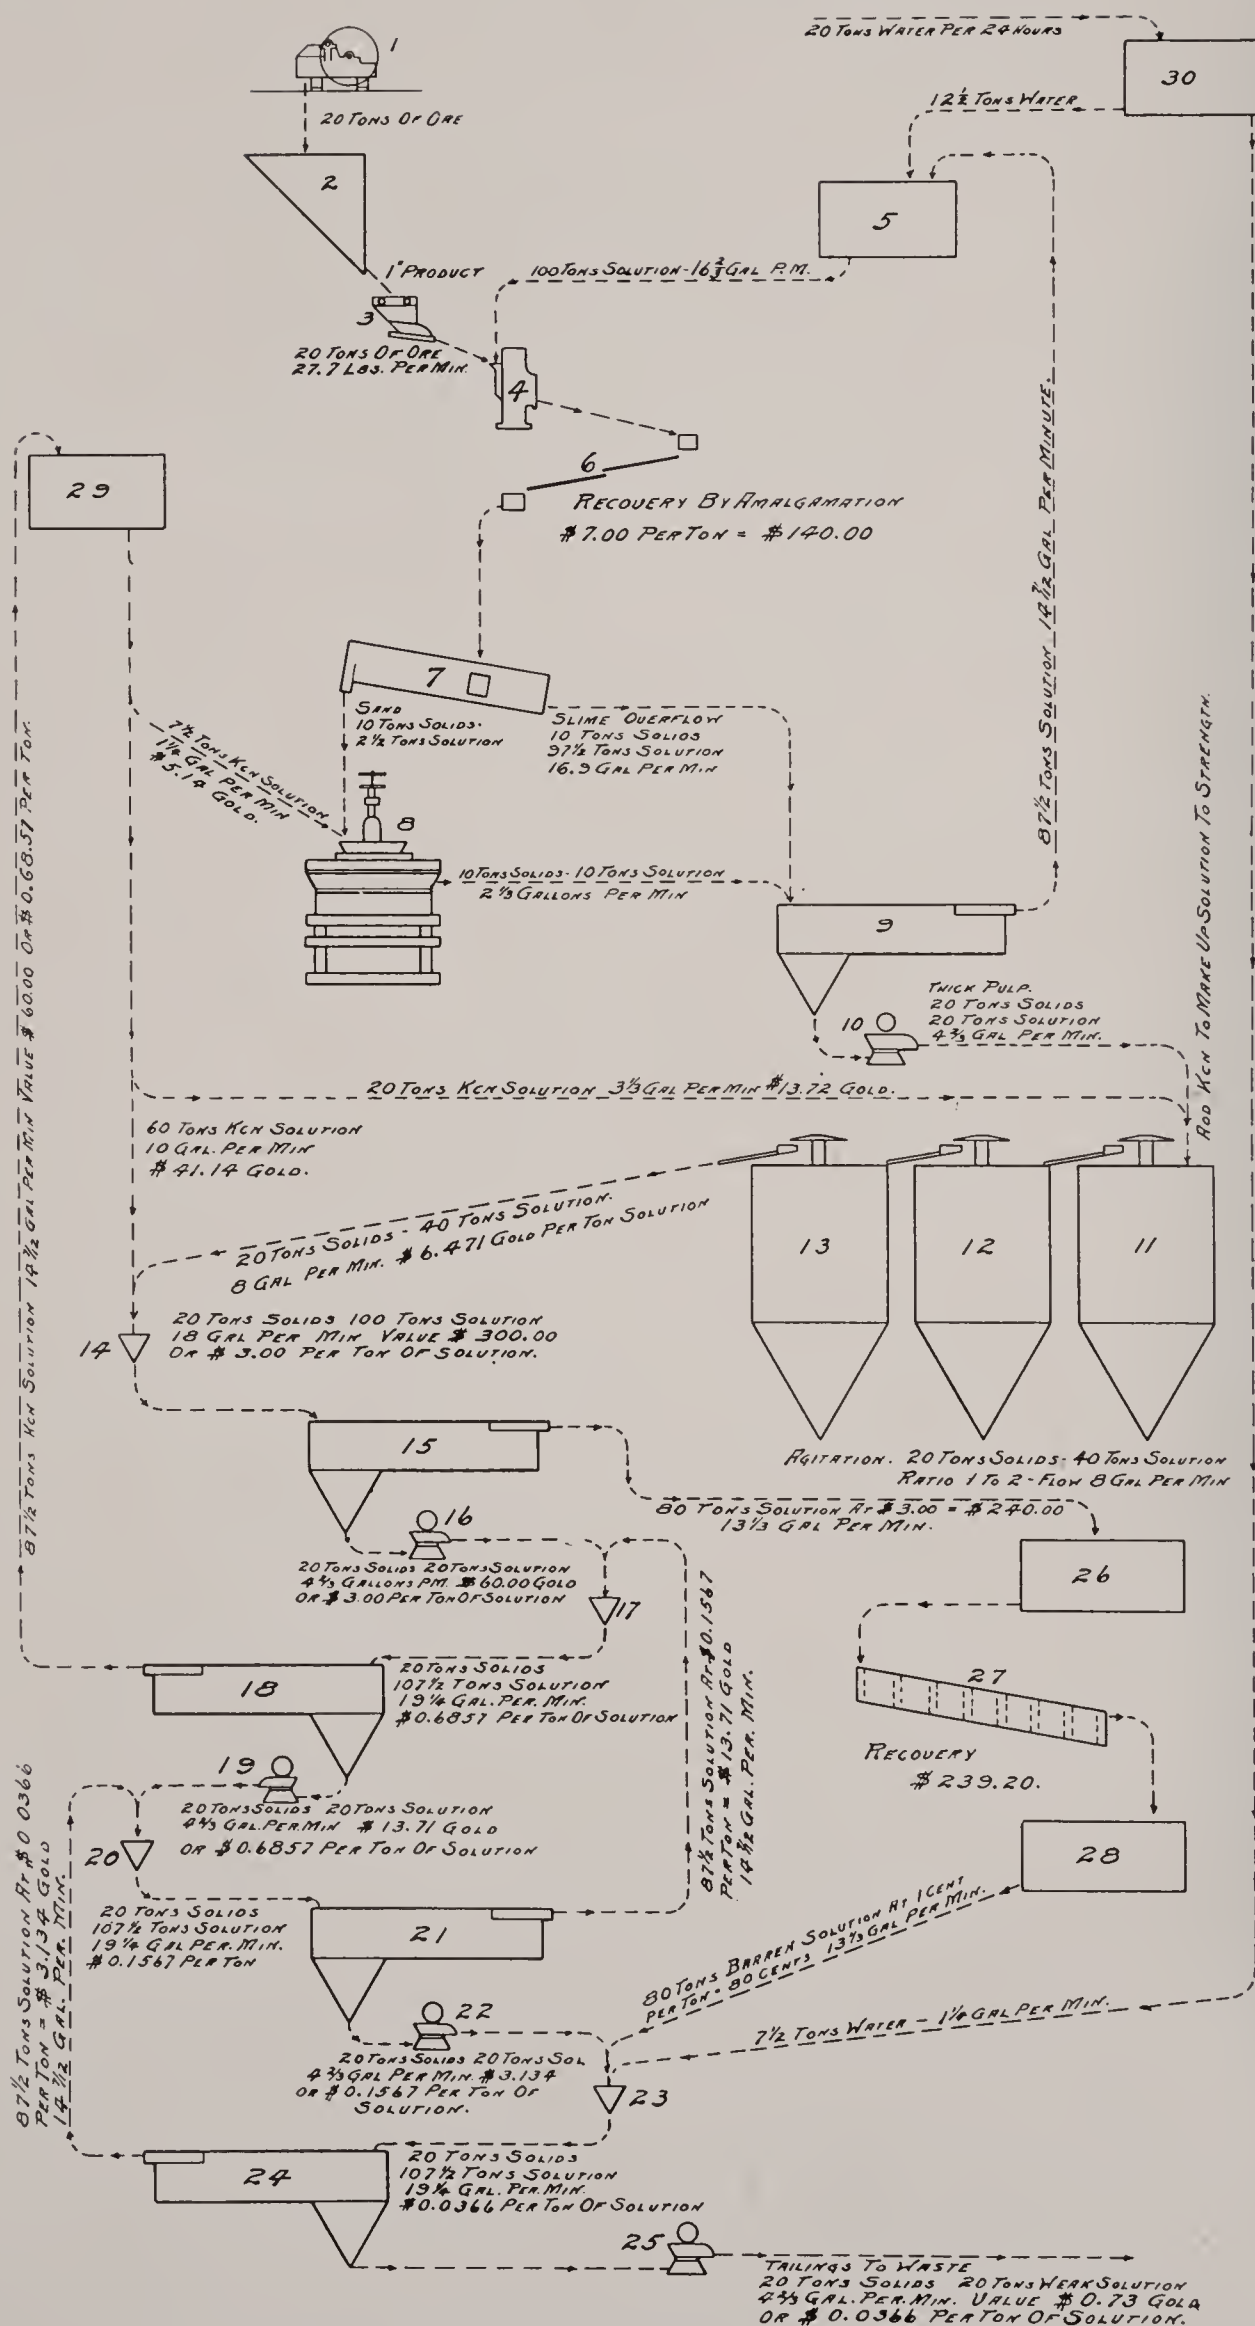 1
20 TONS WATER PER 24 HOURS
30
20 TONS OF ORE
12½ TONS WATER
2
5
1" PRODUCT
100 TONS SOLUTION-16⅔ GAL P.M.
3
20 TONS OF ORE
27.7 LBS. PER MIN.
4
6
RECOVERY BY AMALGAMATION
$7.00 PER TON = $140.00
29
87½ TONS SOLUTION 14 7/12 GAL PER MINUTE.
7
SAND
10 TONS SOLIDS.
2½ TONS SOLUTION
SLIME OVERFLOW
10 TONS SOLIDS
97½ TONS SOLUTION
16.9 GAL PER MIN
7½ TONS KCN SOLUTION
1¼ GAL PER MIN
$5.14 GOLD.
8
10 TONS SOLIDS-10 TONS SOLUTION
2⅓ GALLONS PER MIN
9
THICK PULP.
20 TONS SOLIDS
20 TONS SOLUTION
4⅔ GAL PER MIN.
10
ADD KCN TO MAKE UP SOLUTION TO STRENGTH.
87½ TONS KCN SOLUTION 14 7/12 GAL PER MIN VALUE $60.00 OR $0.68.57 PER TON.
20 TONS KCN SOLUTION 3⅓ GAL PER MIN $13.72 GOLD.
60 TONS KCN SOLUTION
10 GAL. PER MIN
$41.14 GOLD.
12
13
12
11
20 TONS SOLIDS - 40 TONS SOLUTION.
8 GAL PER MIN. $6.471 GOLD PER TON SOLUTION
14
20 TONS SOLIDS 100 TONS SOLUTION
18 GAL PER MIN VALUE $300.00
OR $3.00 PER TON OF SOLUTION.
15
AGITATION. 20 TONS SOLIDS-40 TONS SOLUTION
RATIO 1 TO 2-FLOW 8 GAL PER MIN
80 TONS SOLUTION AT $3.00 = $240.00
13⅓ GAL PER MIN.
16
20 TONS SOLIDS 20 TONS SOLUTION
4⅔ GALLONS P.M. $60.00 GOLD
OR $3.00 PER TON OF SOLUTION
17
26
87½ TONS SOLUTION AT $0.1567
PER TON = $13.71 GOLD
14 7/12 GAL. PER. MIN.
18
20 TONS SOLIDS
107½ TONS SOLUTION
19¼ GAL. PER. MIN.
$0.6857 PER TON OF SOLUTION
27
RECOVERY
$239.20.
19
20 TONS SOLIDS 20 TONS SOLUTION
4⅔ GAL. PER MIN $13.71 GOLD
OR $0.6857 PER TON OF SOLUTION
20
28
87½ TONS SOLUTION AT $0 0366
PER TON = $3.134 GOLD
14 7/12 GAL. PER. MIN.
20 TONS SOLIDS
107½ TONS SOLUTION
19¼ GAL PER. MIN.
$0.1567 PER TON
21
80 TONS BARREN SOLUTION AT 1 CENT
PER TON=80 CENTS 13⅓ GAL PER MIN.
22
7½ TONS WATER - 1¼ GAL PER MIN.
20 TONS SOLIDS 20 TONS SOL
4⅔ GAL PER MIN. $3.134
OR $0.1567 PER TON OF
SOLUTION.
23
24
20 TONS SOLIDS
107½ TONS SOLUTION
19¼ GAL. PER. MIN.
$0.0366 PER TON OF SOLUTION
25
TAILINGS TO WASTE
20 TONS SOLIDS 20 TONS WEAK SOLUTION
4⅔ GAL. PER. MIN. VALUE $0.73 GOLD
OR $0.0366 PER TON OF SOLUTION.